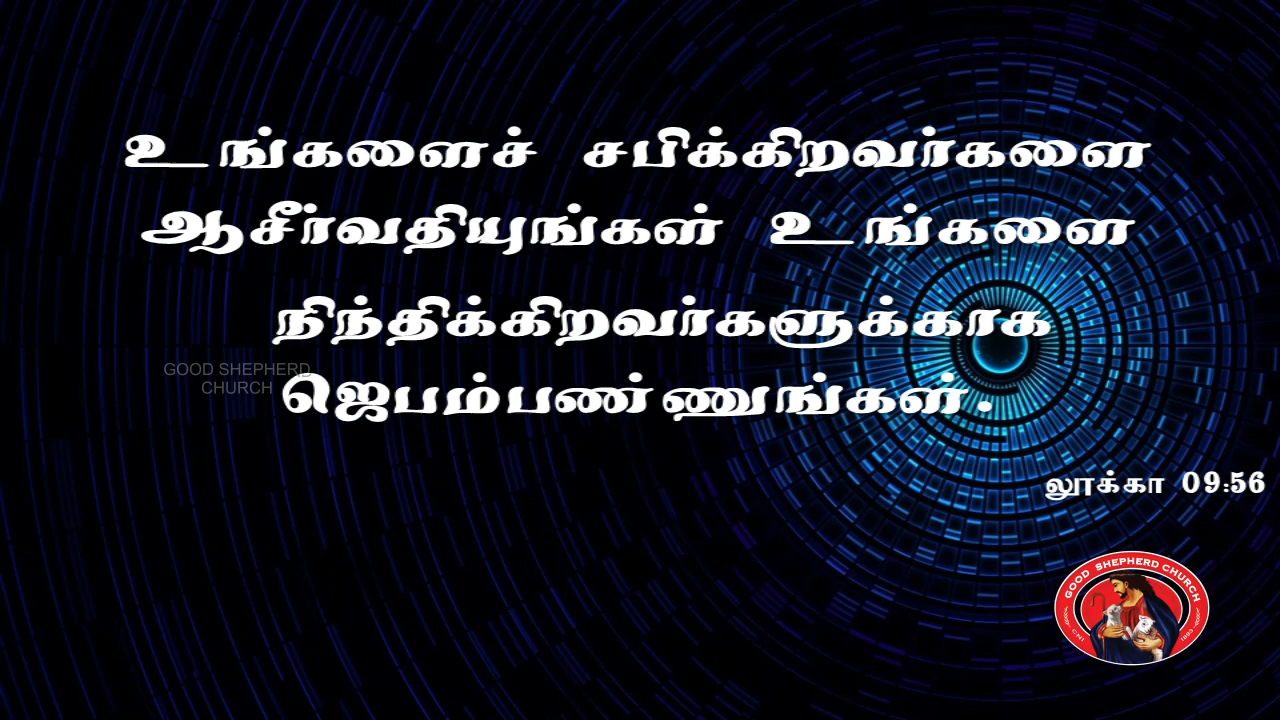 உங்களைச் சபிக்கிறவர்களை
ஆசீர்வதியுங்கள் உங்களை
நிந்திக்கிறவர்களுக்காக
ஜெபம்பண்ணுங்கள்.
GOOD SHEPHERD
CHURCH
லூக்கா 09:56
GOOD SHEPHERD CHURCH
CNI